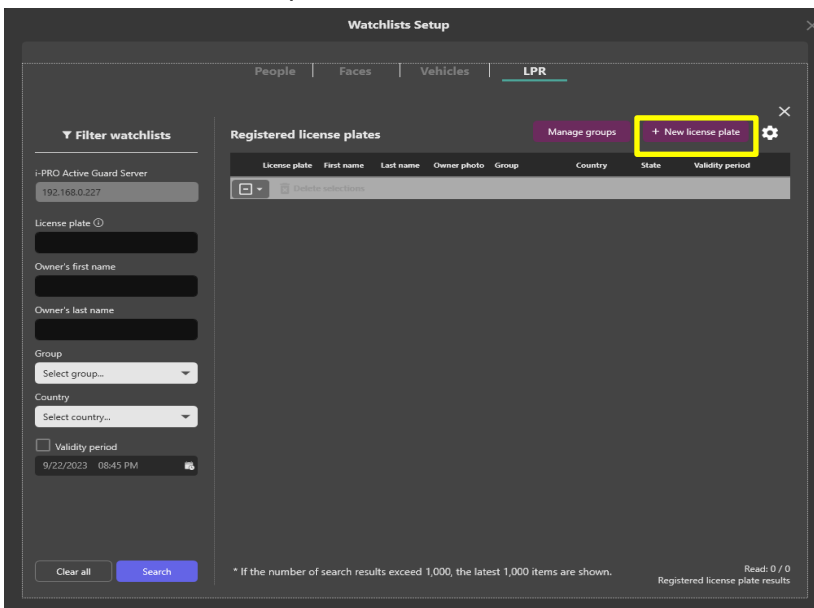 Watchlists Setup
People
Faces
Vehicles
LPR
Filter watchlists
i-PRO Active Guard Server
192.168.0.227
License plate
Owner's first name
Owner's last name
Group
Select group...
Country
Select country...
Validity period
9/22/2023 08:45 PM
Clear all
Search
Registered license plates
Manage groups
+ New license plate
License plate First name Last name Owner photo Group Country State Validity period
Delete selections
* If the number of search results exceed 1,000, the latest 1,000 items are shown.
Read: 0 / 0
Registered license plate results